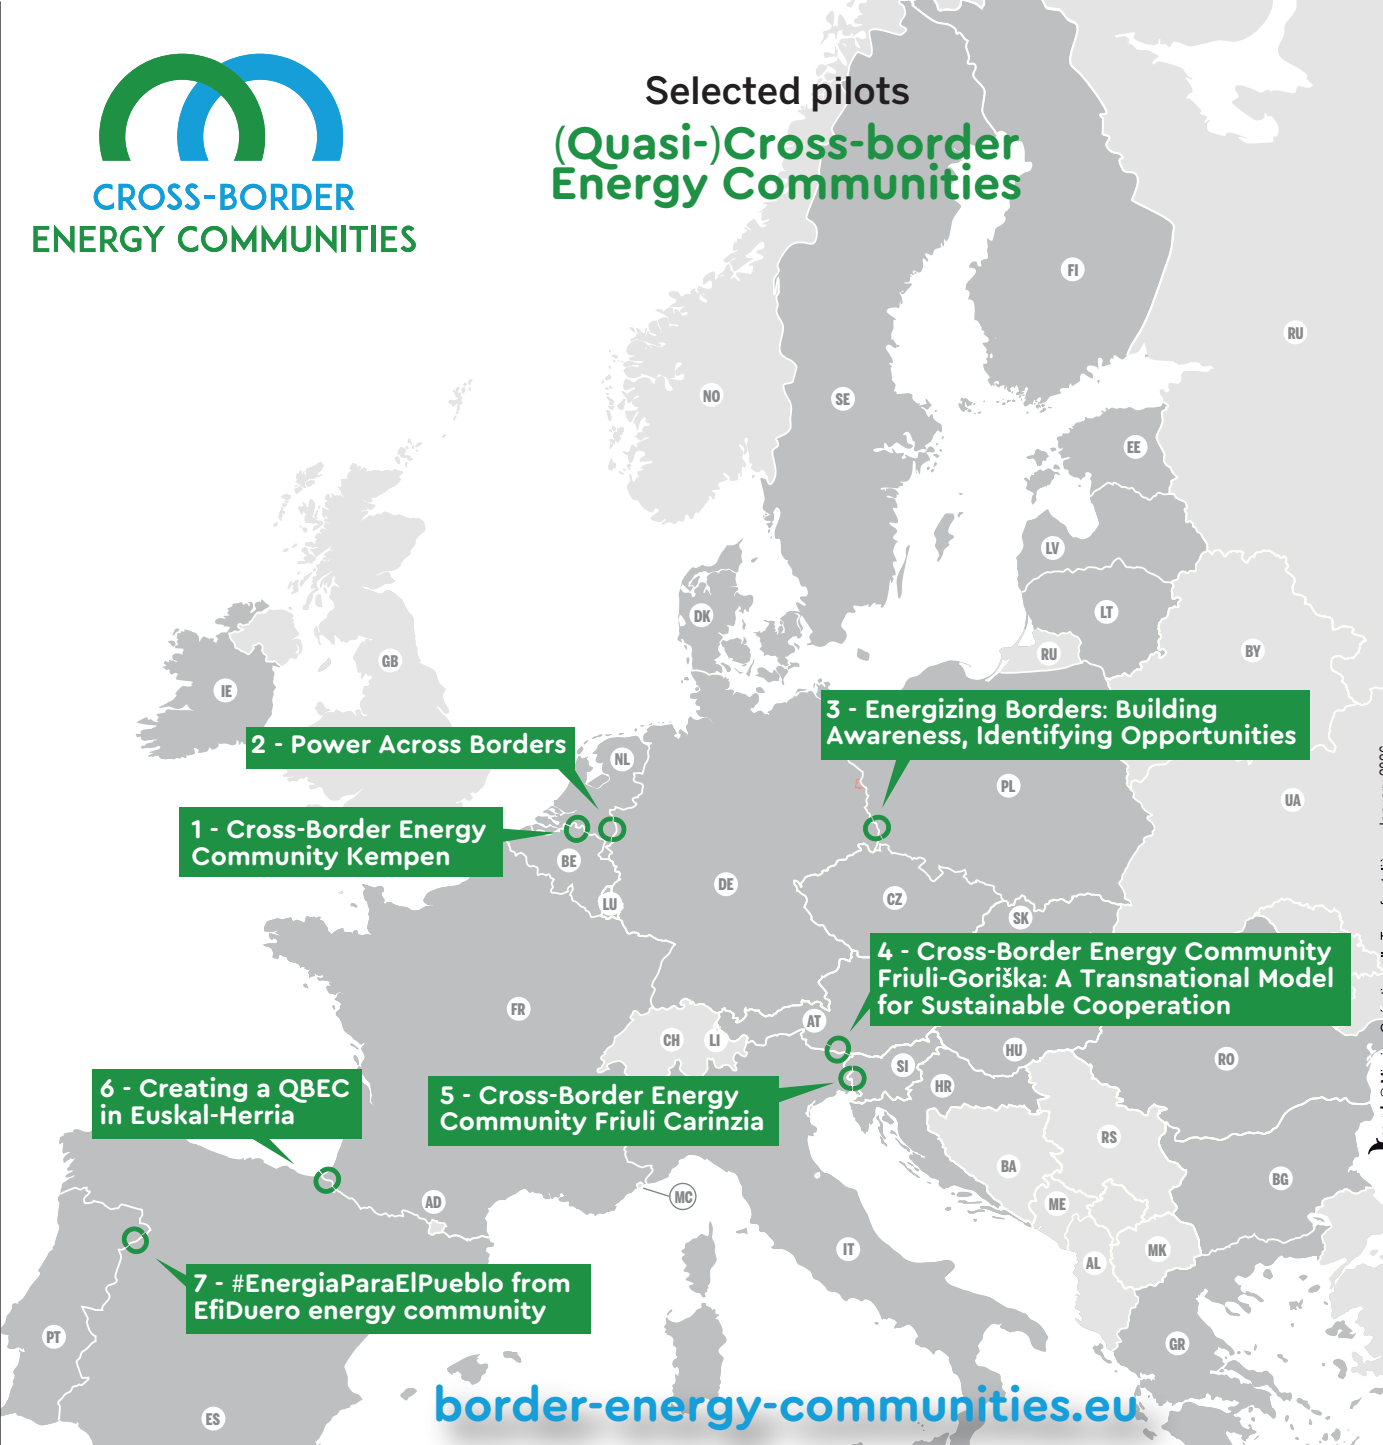 CROSS-BORDER
ENERGY COMMUNITIES
Selected pilots
(Quasi-)Cross-border
Energy Communities
FI
RU
NO
SE
EE
LV
LT
DK
RU
BY
GB
IE
3 - Energizing Borders: Building
Awareness, Identifying Opportunities
2 - Power Across Borders
NL
PL
UA
1 - Cross-Border Energy
Community Kempen
BE
DE
CZ
LU
SK
4 - Cross-Border Energy Community
Friuli-Goriška: A Transnational Model
for Sustainable Cooperation
FR
AT
CH
LI
HU
RO
SI
HR
6 - Creating a QBEC
in Euskal-Herria
5 - Cross-Border Energy
Community Friuli Carinzia
RS
BA
BG
AD
MC
ME
IT
MK
AL
7 - #EnergiaParaElPueblo from
EfiDuero energy community
PT
GR
ES
border-energy-communities.eu